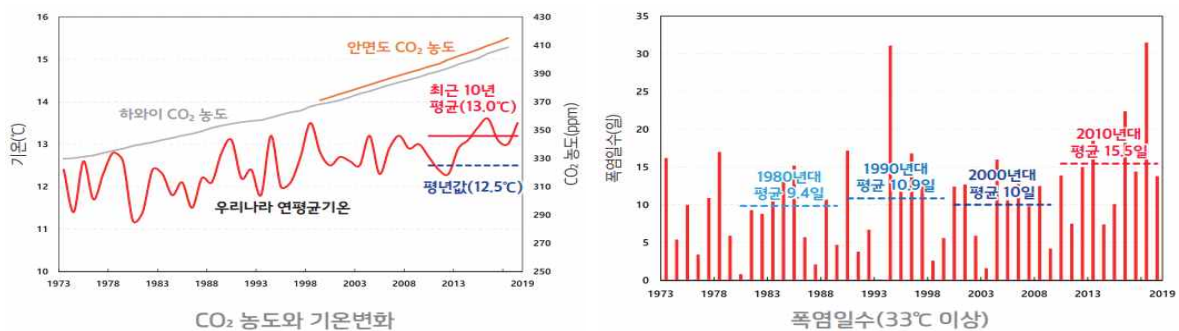 기온(℃)
16
15
14
13
12
11
10
안면도 CO₂ 농도
하와이 CO₂ 농도
최근 10년
평균(13.0℃)
평년값(12.5℃)
우리나라 연평균기온
430
410
390
370
350
330
310
290
270
250
CO₂ 농도(ppm)
1973 1978 1983 1988 1993 1998 2003 2008 2013 2019
CO₂ 농도와 기온변화
폭염일수(일)
35
30
25
20
15
10
5
0
1980년대
평균 9.4일
1990년대
평균 10.9일
2000년대
평균 10일
2010년대
평균 15.5일
1973 1978 1983 1988 1993 1998 2003 2008 2013 2019
폭염일수(33℃ 이상)